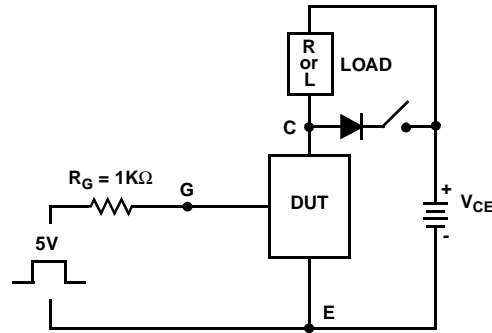 R
or
L
LOAD
C
R_G = 1KΩ
G
DUT
+
V_CE
-
5V
E